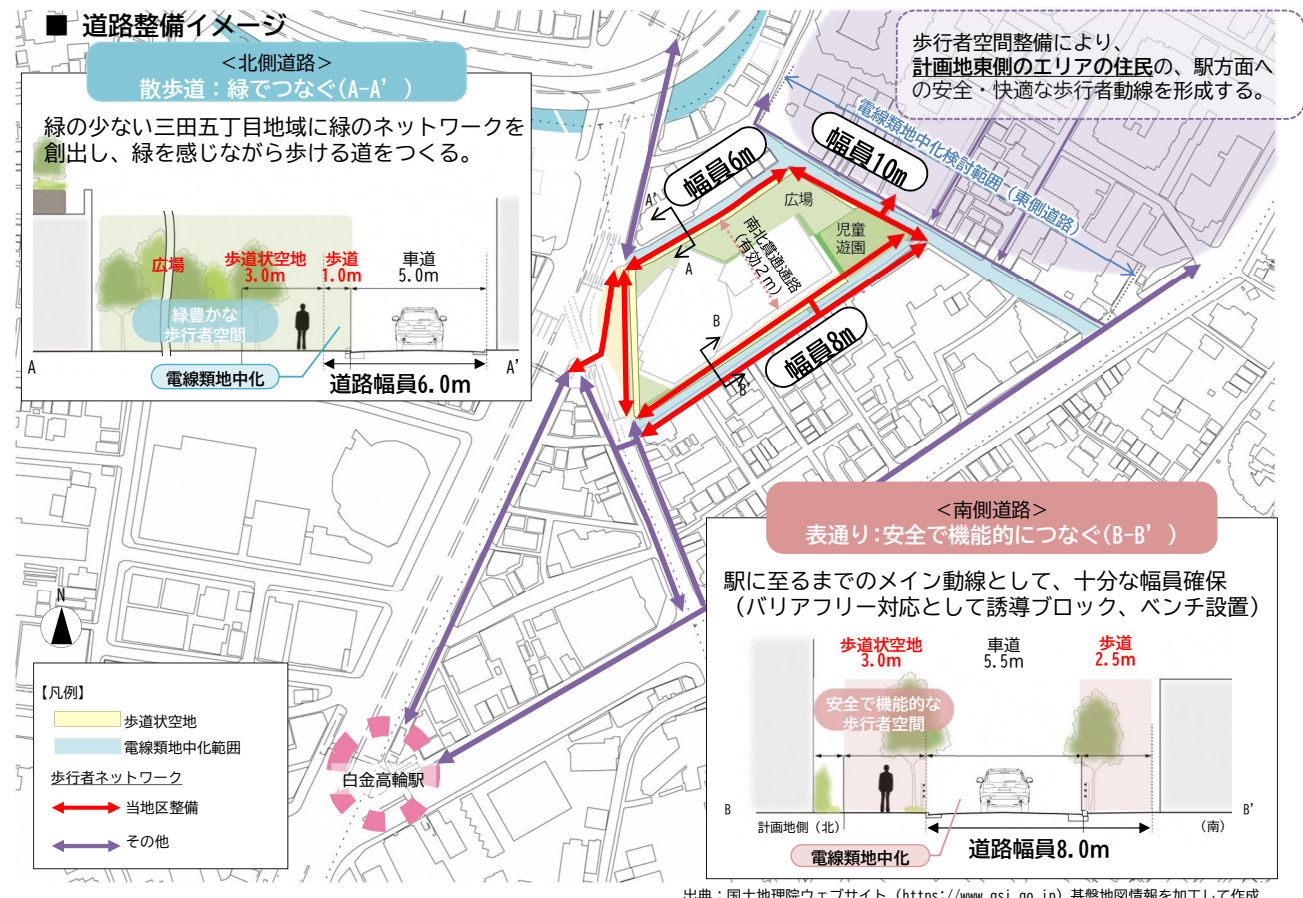 ■ 道路整備イメージ
＜北側道路＞
散歩道：緑でつなぐ(A-A’)
緑の少ない三田五丁目地域に緑のネットワークを
創出し、緑を感じながら歩ける道をつくる。
広場
歩道状空地
3.0m
歩道
1.0m
車道
5.0m
緑豊かな
歩行者空間
A
A'
電線類地中化
道路幅員6.0m
歩行者空間整備により、
計画地東側のエリアの住民の、駅方面へ
の安全・快適な歩行者動線を形成する。
電線類地中化検討範囲（東側道路）
幅員6m
幅員10m
幅員8m
広場
児童
遊園
南北貫通通路
（有効２ｍ）
A'
A
B
B'
＜南側道路＞
表通り:安全で機能的につなぐ(B-B’)
駅に至るまでのメイン動線として、十分な幅員確保
（バリアフリー対応として誘導ブロック、ベンチ設置）
歩道状空地
3.0m
車道
5.5m
歩道
2.5m
安全で機能的な
歩行者空間
B
B'
計画地側（北）
（南）
電線類地中化
道路幅員8.0m
N
【凡例】
歩道状空地
電線類地中化範囲
歩行者ネットワーク
当地区整備
その他
白金高輪駅
出典：国土地理院ウェブサイト（https://www.gsi.go.jp）基盤地図情報を加工して作成